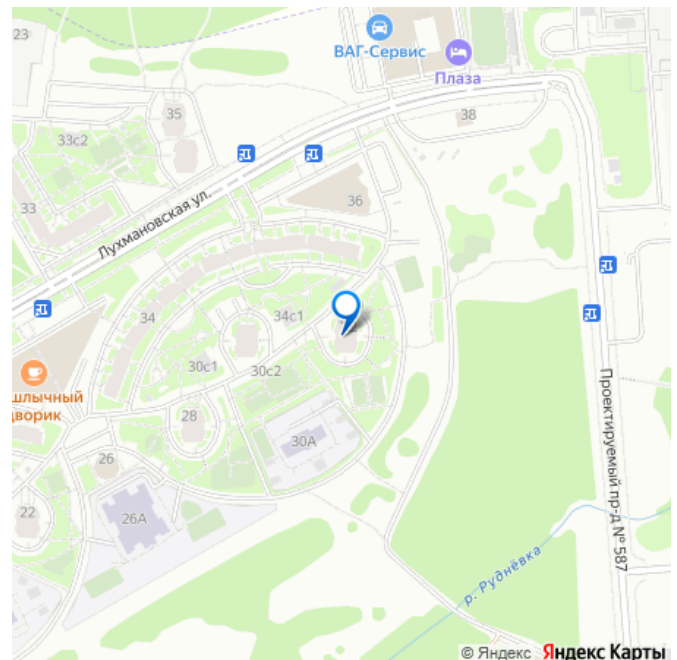 23
ВАГ-Сервис
Плаза
35
38
33с2
33
36
Лухмановская ул.
34
34с1
30с1
30с2
шлычный
дворик
28
30А
26
26А
22
Проектируемый пр-д № 587
р. Руднёвка
© Яндекс Яндекс Карты